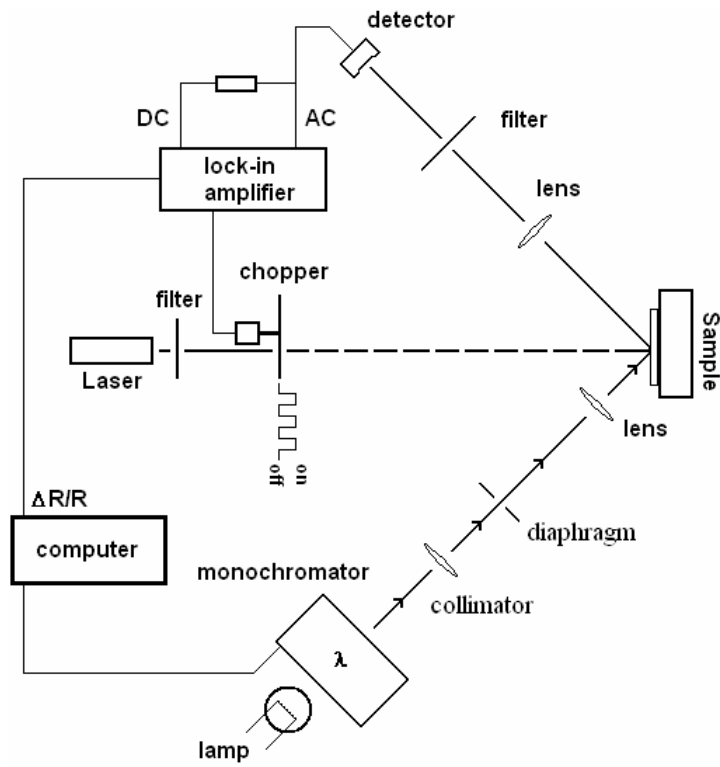 detector
DC
AC
filter
lock-in
amplifier
lens
chopper
filter
Sample
Laser
lens
on
off
ΔR/R
computer
diaphragm
monochromator
collimator
λ
lamp